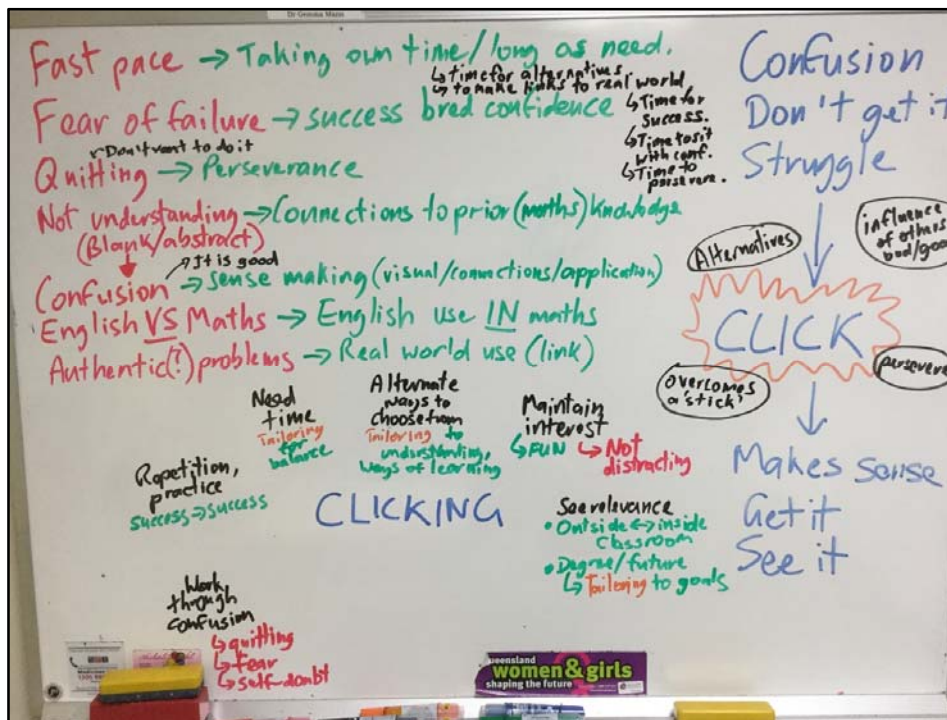 Dr Gemma Mann
Fast pace → Taking own time/long as need.
↳ time for alternatives
↳ to make links to real world
Fear of failure → success bred confidence
↳ Time for success.
↳ Time to sit with conf.
↳ Time to persevere.
Don't want to do it
Quitting → Perseverance
Not understanding → Connections to prior (maths) knowledge
(Blank/abstract)
It is good
Confusion → sense making (visual/connections/application)
English VS Maths → English use IN maths
Authentic(?) problems → Real world use (link)
Confusion
Don't get it
Struggle
Alternatives
influence
of others
bad/good
CLICK
Overcomes
a 'stick'
persevere
Makes sense
Get it
See it
Need
time
Tailoring
for
balance
Alternate
ways to
choose from
Tailoring to
understanding,
ways of learning
Maintain
interest
↳ FUN ↳ Not
distracting
Repetition,
practice
success → success
CLICKING
See relevance
• Outside ↔ inside
classroom
• Degree/future
↳ Tailoring to goals
Work
through
confusion
↳ quitting
↳ fear
↳ self-doubt
queensland
women & girls
shaping the future